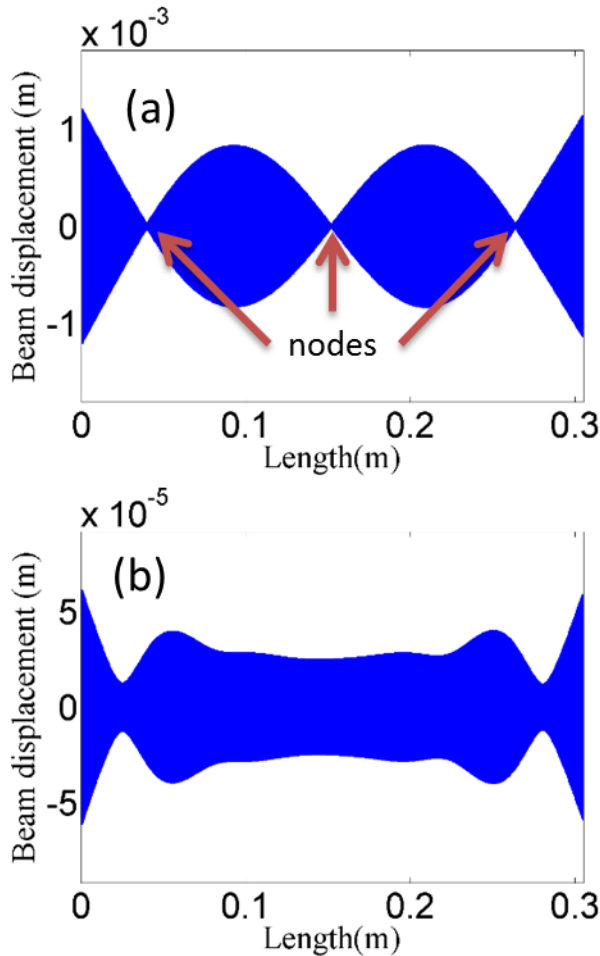 x 10⁻³
(a)
Beam displacement (m)
1
0
-1
nodes
0
0.1
0.2
0.3
Length(m)
x 10⁻⁵
(b)
Beam displacement (m)
5
0
-5
0
0.1
0.2
0.3
Length(m)